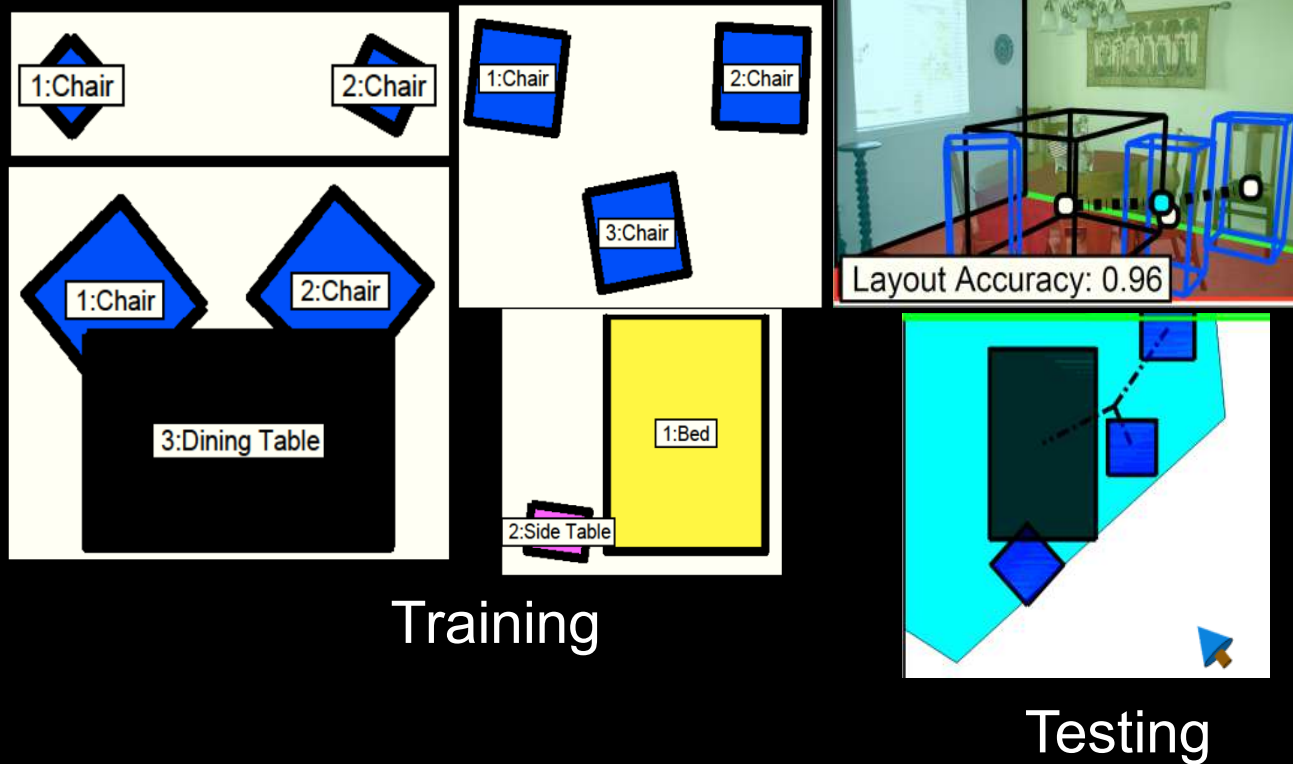 1:Chair
2:Chair
1:Chair
2:Chair
3:Dining Table
1:Chair
2:Chair
3:Chair
1:Bed
2:Side Table
Layout Accuracy: 0.96
Training
Testing